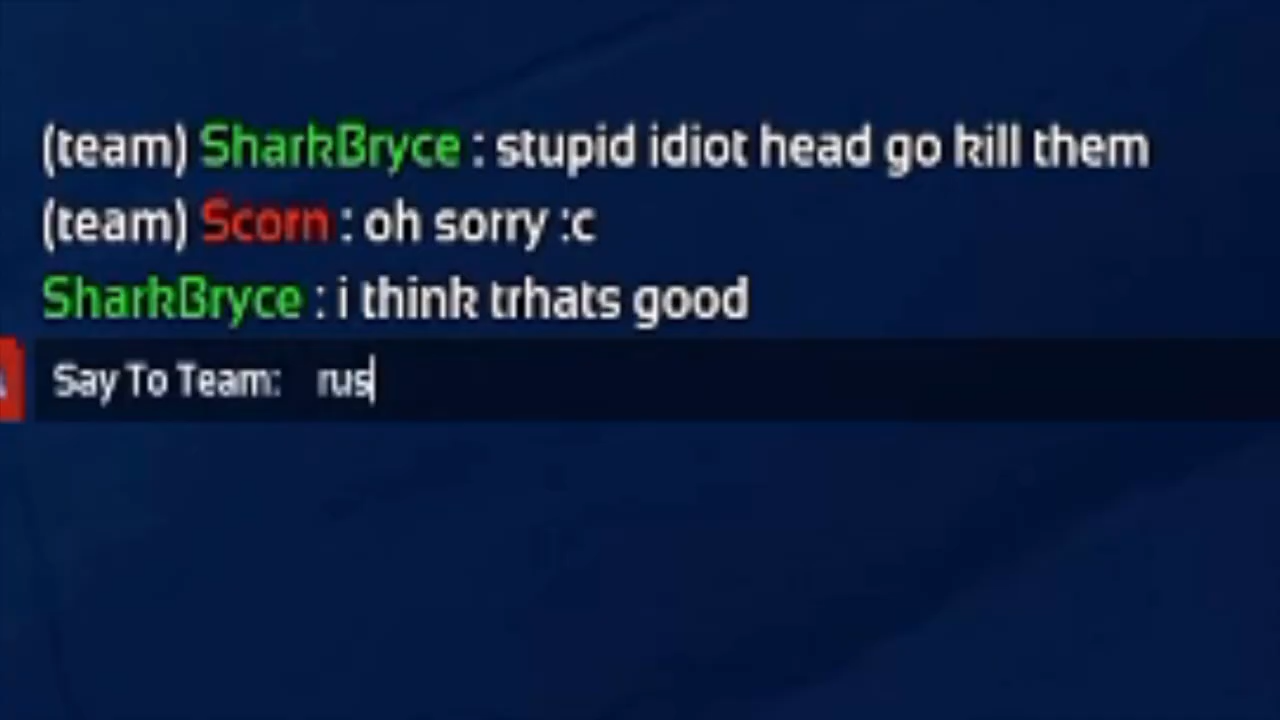 (team) SharkBryce : stupid idiot head go kill them
(team) Scorn : oh sorry :c
SharkBryce : i think trhats good
Say To Team: rus